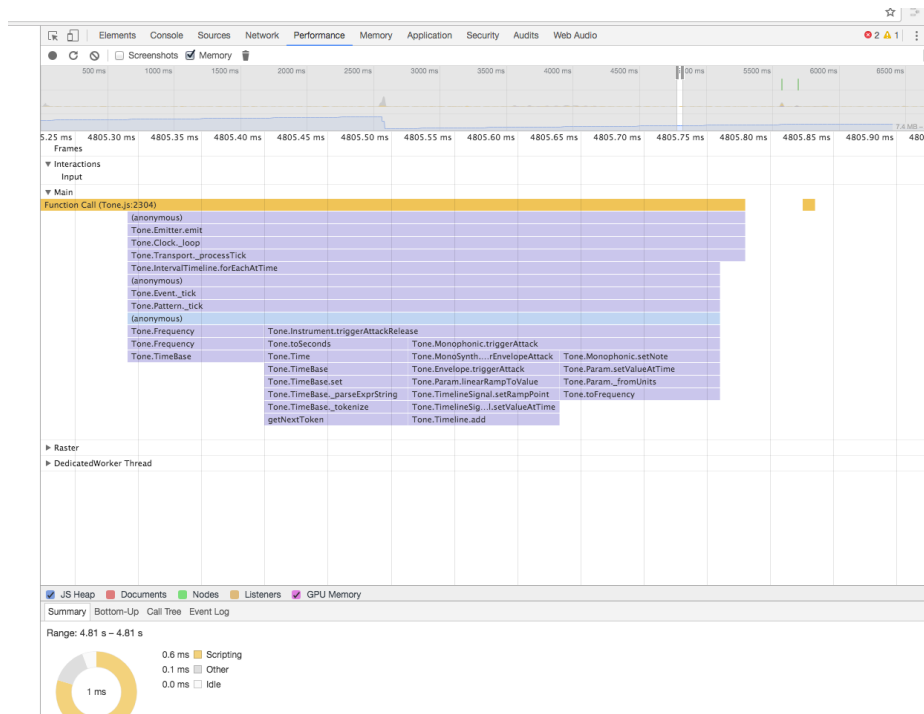 Elements Console Sources Network Performance Memory Application Security Audits Web Audio 2 1
Screenshots Memory
500 ms 1000 ms 1500 ms 2000 ms 2500 ms 3000 ms 3500 ms 4000 ms 4500 ms ms 5500 ms 6000 ms 6500 ms
7.4 MB –
5.25 ms 4805.30 ms 4805.35 ms 4805.40 ms 4805.45 ms 4805.50 ms 4805.55 ms 4805.60 ms 4805.65 ms 4805.70 ms 4805.75 ms 4805.80 ms 4805.85 ms 4805.90 ms 480
Frames
▼ Interactions
Input
▼ Main
Function Call (Tone.js:2304)
(anonymous)
Tone.Emitter.emit
Tone.Clock._loop
Tone.Transport._processTick
Tone.IntervalTimeline.forEachAtTime
(anonymous)
Tone.Event._tick
Tone.Pattern._tick
(anonymous)
Tone.Frequency Tone.Instrument.triggerAttackRelease
Tone.Frequency Tone.toSeconds Tone.Monophonic.triggerAttack
Tone.TimeBase Tone.Time Tone.MonoSynth....rEnvelopeAttack Tone.Monophonic.setNote
Tone.TimeBase Tone.Envelope.triggerAttack Tone.Param.setValueAtTime
Tone.TimeBase.set Tone.Param.linearRampToValue Tone.Param._fromUnits
Tone.TimeBase._parseExprString Tone.TimelineSignal.setRampPoint Tone.toFrequency
Tone.TimeBase._tokenize Tone.TimelineSig...l.setValueAtTime
getNextToken Tone.Timeline.add
▶ Raster
▶ DedicatedWorker Thread
JS Heap Documents Nodes Listeners GPU Memory
Summary Bottom-Up Call Tree Event Log
Range: 4.81 s – 4.81 s
0.6 ms Scripting
0.1 ms Other
0.0 ms Idle
1 ms